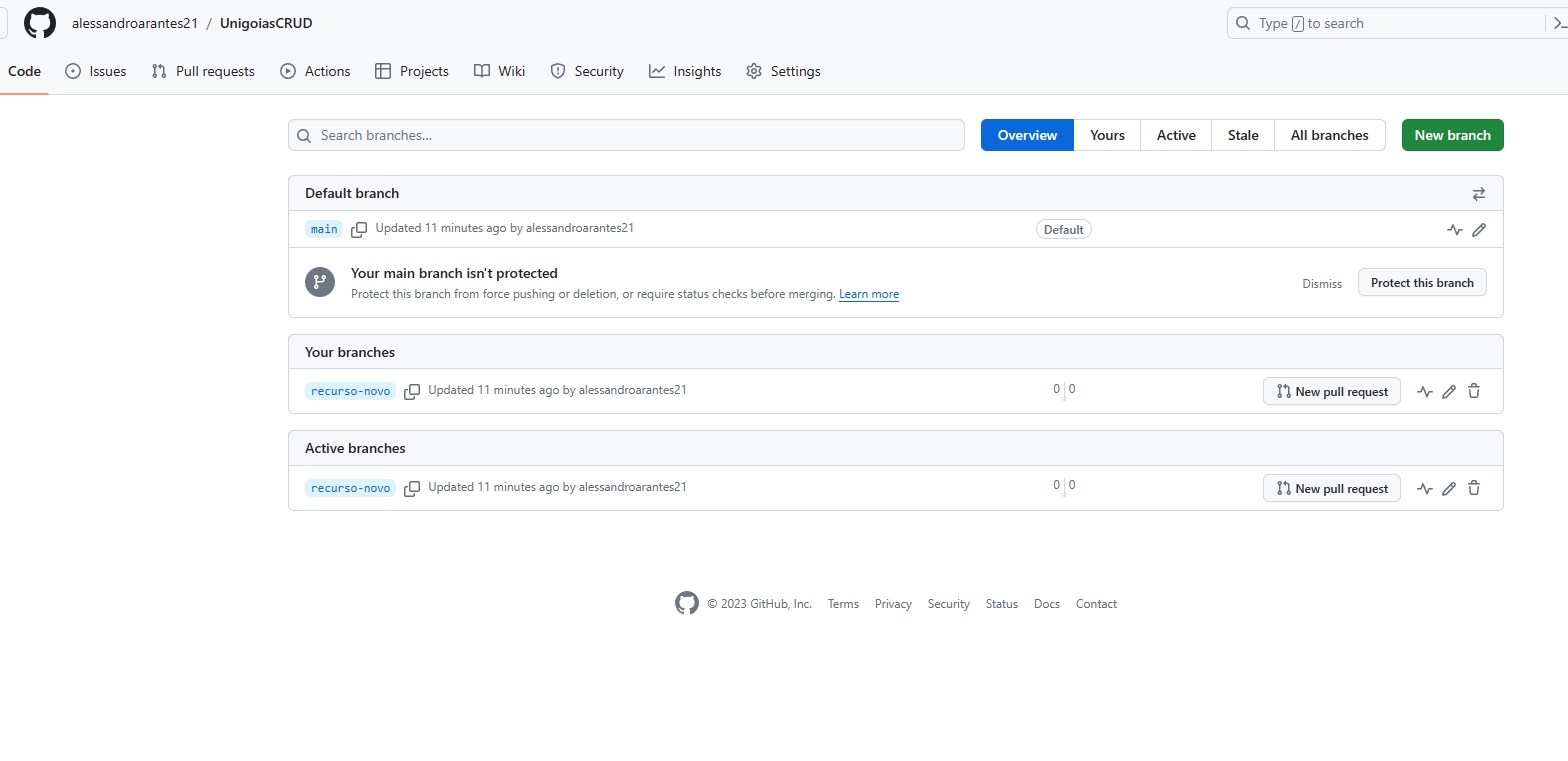 alessandroarantes21 / UnigoiasCRUD
Type / to search
Code Issues Pull requests Actions Projects Wiki Security Insights Settings
Search branches...
Overview Yours Active Stale All branches New branch
Default branch
main Updated 11 minutes ago by alessandroarantes21 Default
Your main branch isn't protected
Protect this branch from force pushing or deletion, or require status checks before merging. Learn more
Dismiss Protect this branch
Your branches
recurso-novo Updated 11 minutes ago by alessandroarantes21 0 0 New pull request
Active branches
recurso-novo Updated 11 minutes ago by alessandroarantes21 0 0 New pull request
© 2023 GitHub, Inc. Terms Privacy Security Status Docs Contact